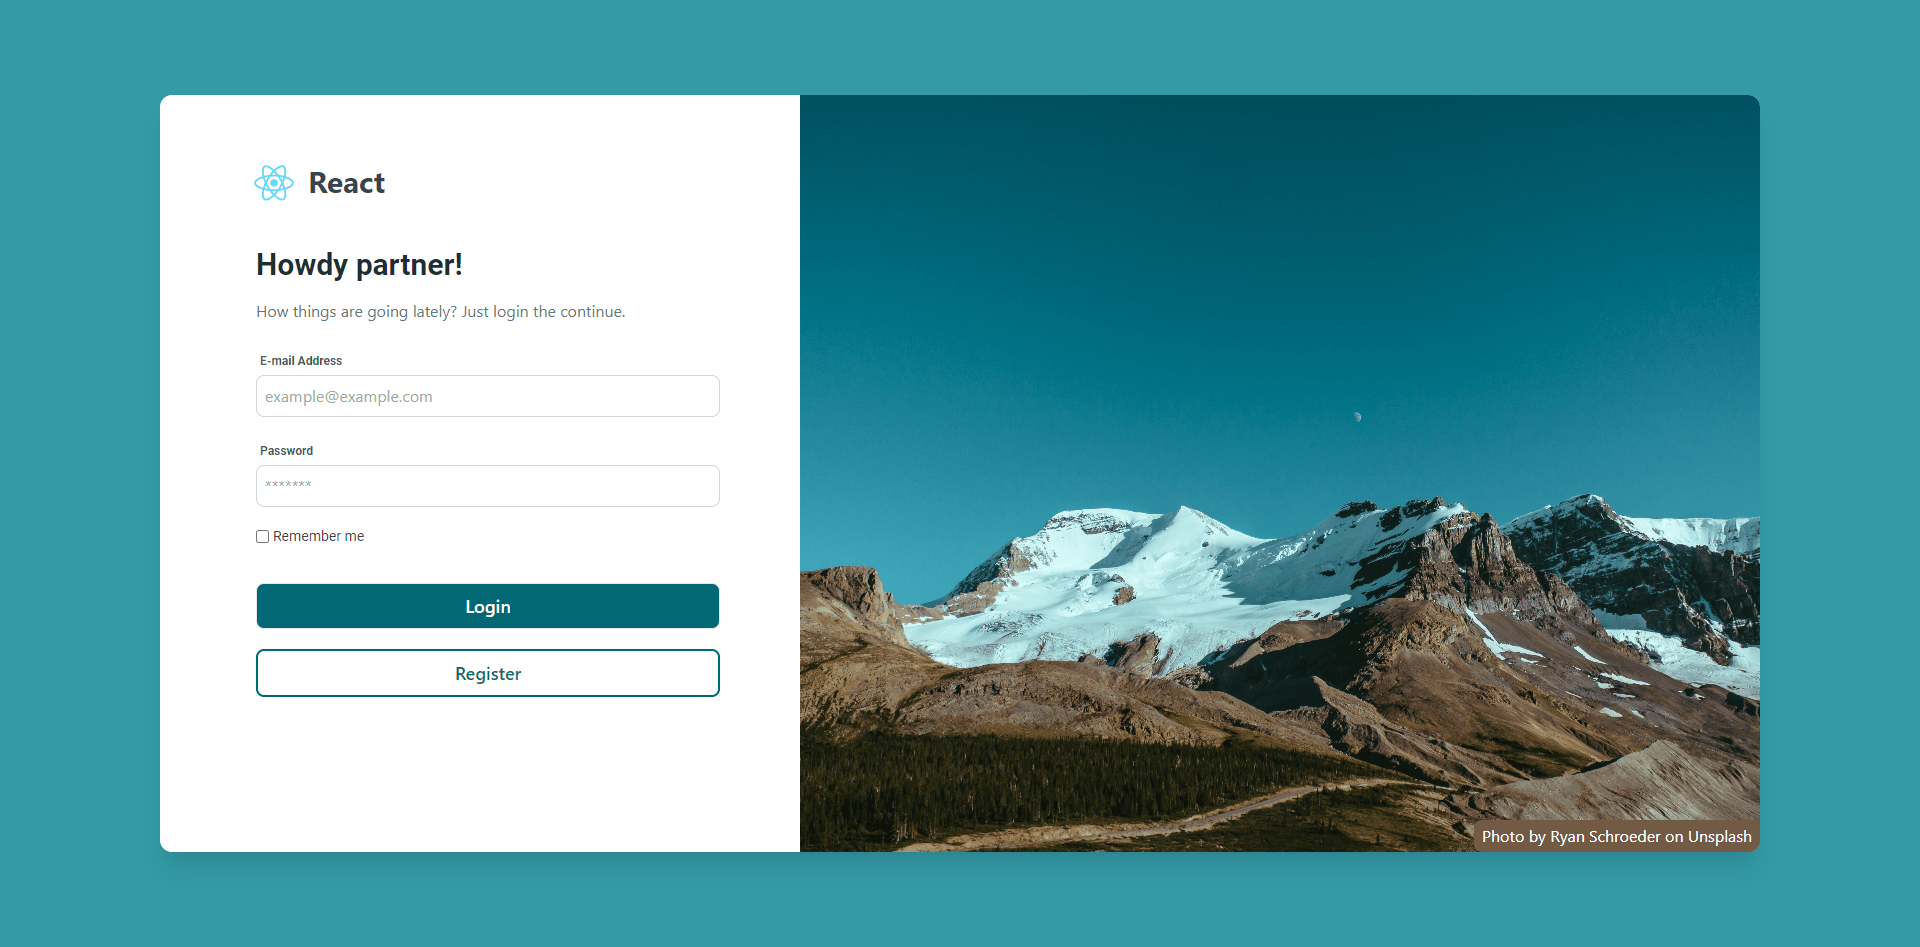 React
Howdy partner!
How things are going lately? Just login the continue.
E-mail Address
example@example.com
Password
*******
Remember me
Login
Register
Photo by Ryan Schroeder on Unsplash